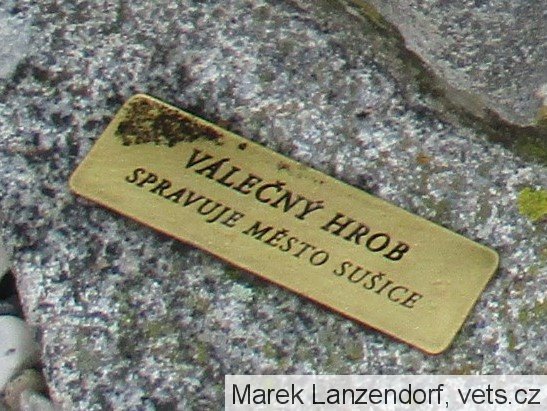 VÁLEČNÝ HROB
SPRAVUJE MĚSTO SUŠICE
Marek Lanzendorf, vets.cz